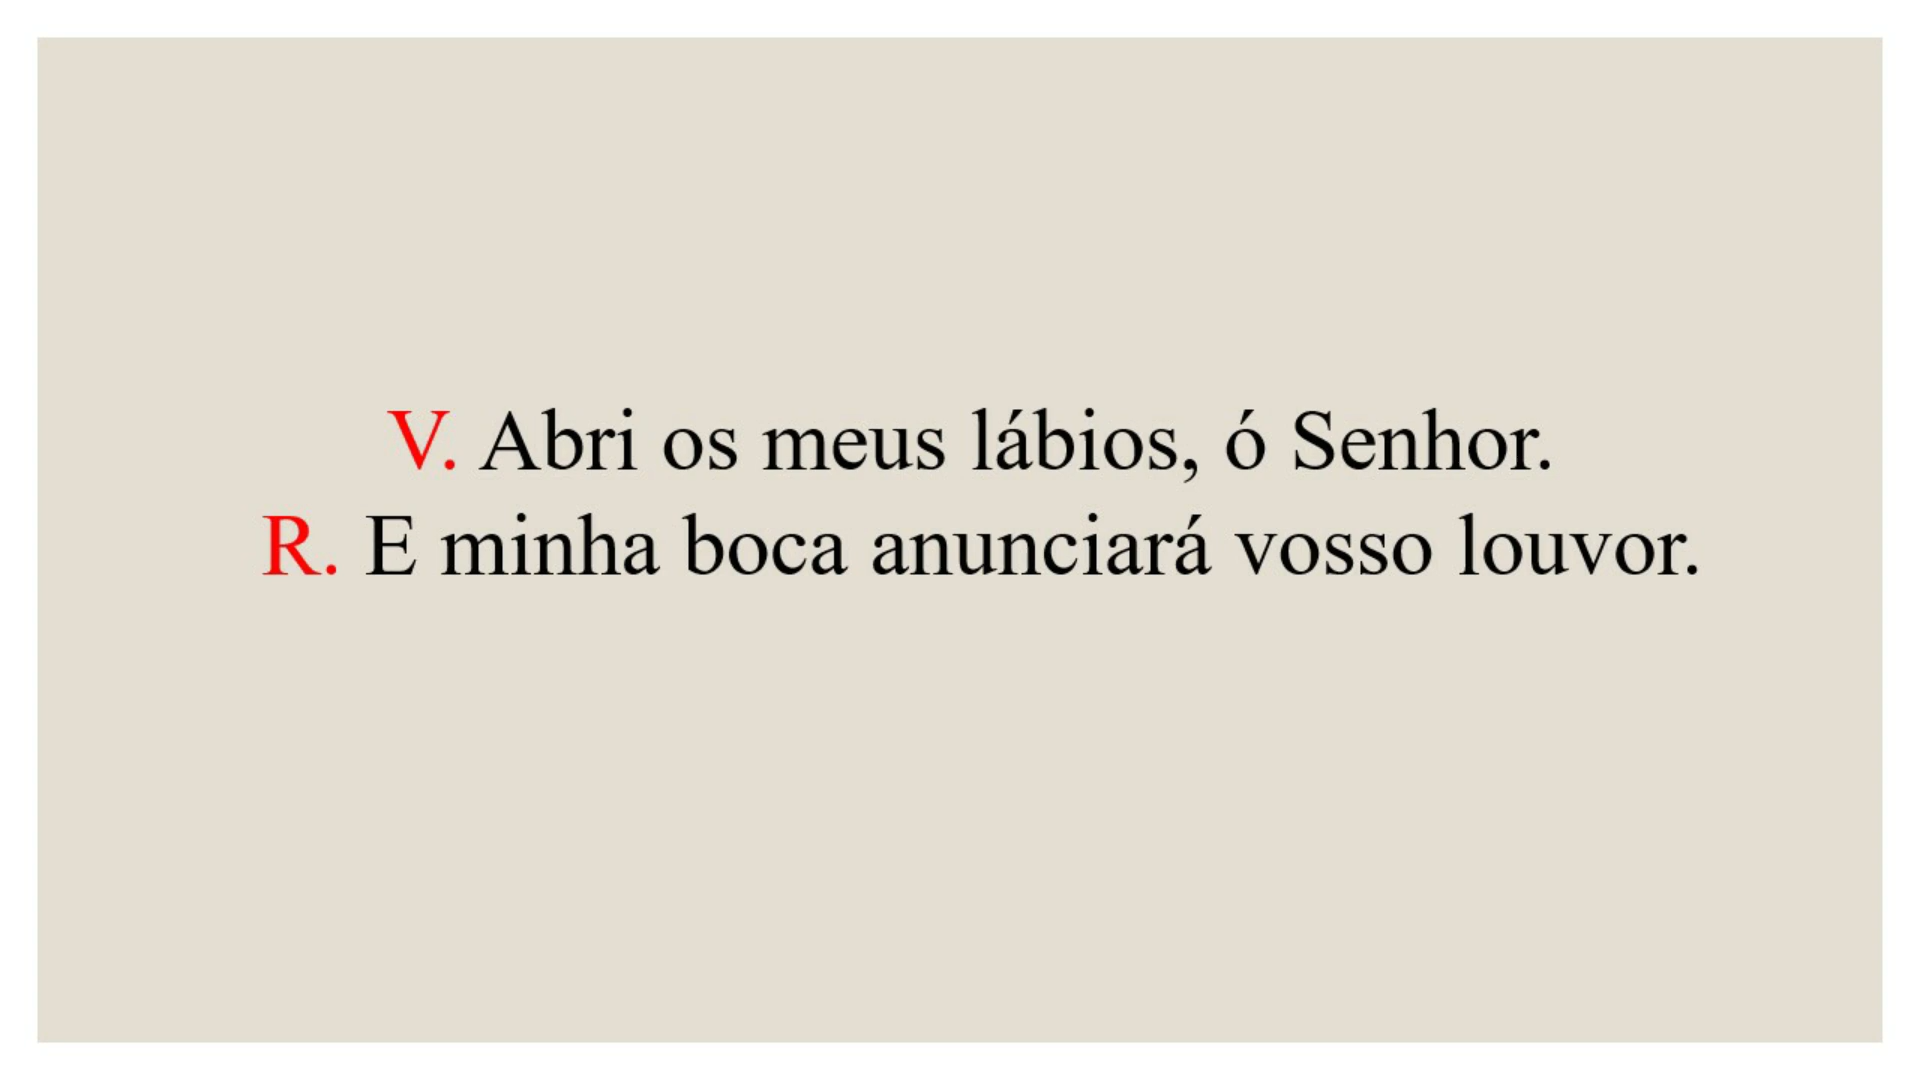 V. Abri os meus lábios, ó Senhor.
R. E minha boca anunciará vosso louvor.